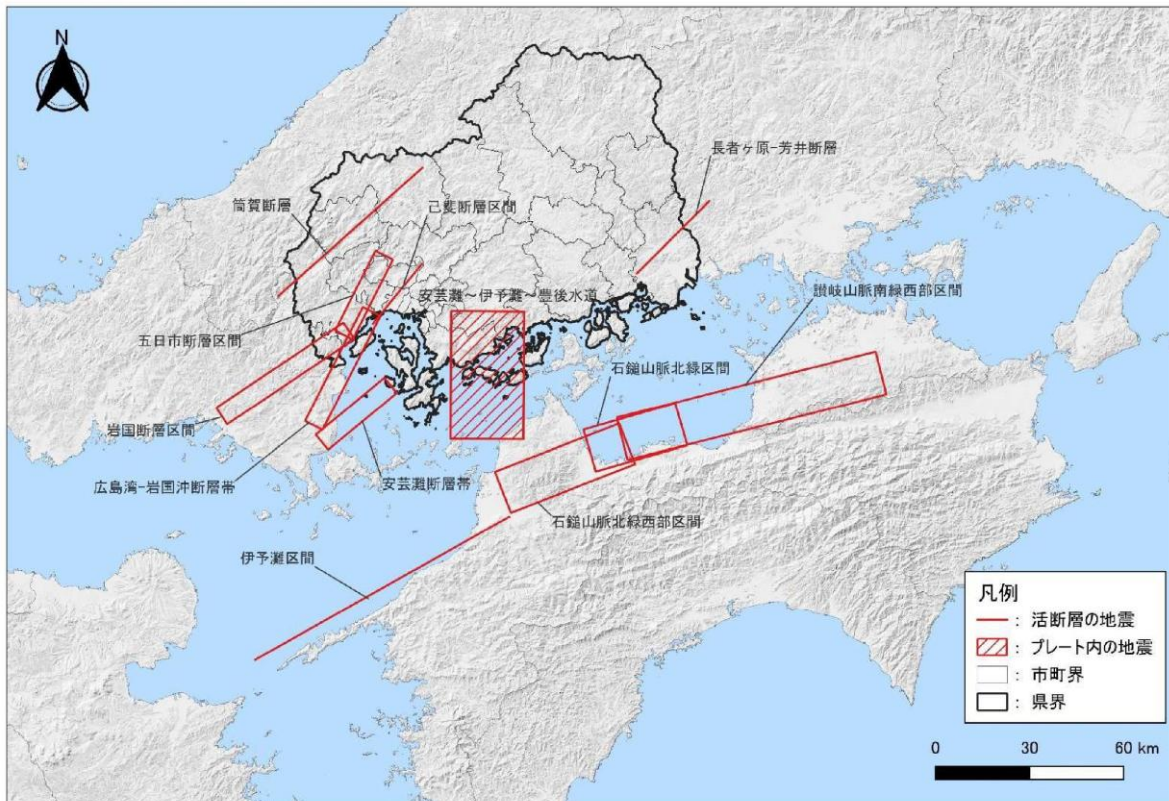 N
長者ヶ原-芳井断層
筒賀断層
己斐断層区間
安芸灘~伊予灘~豊後水道
讃岐山脈南縁西部区間
五日市断層区間
石鎚山脈北縁区間
岩国断層区間
広島湾-岩国沖断層帯
安芸灘断層帯
石鎚山脈北縁西部区間
伊予灘区間
凡例
: 活断層の地震
: プレート内の地震
: 市町界
: 県界
0 30 60 km